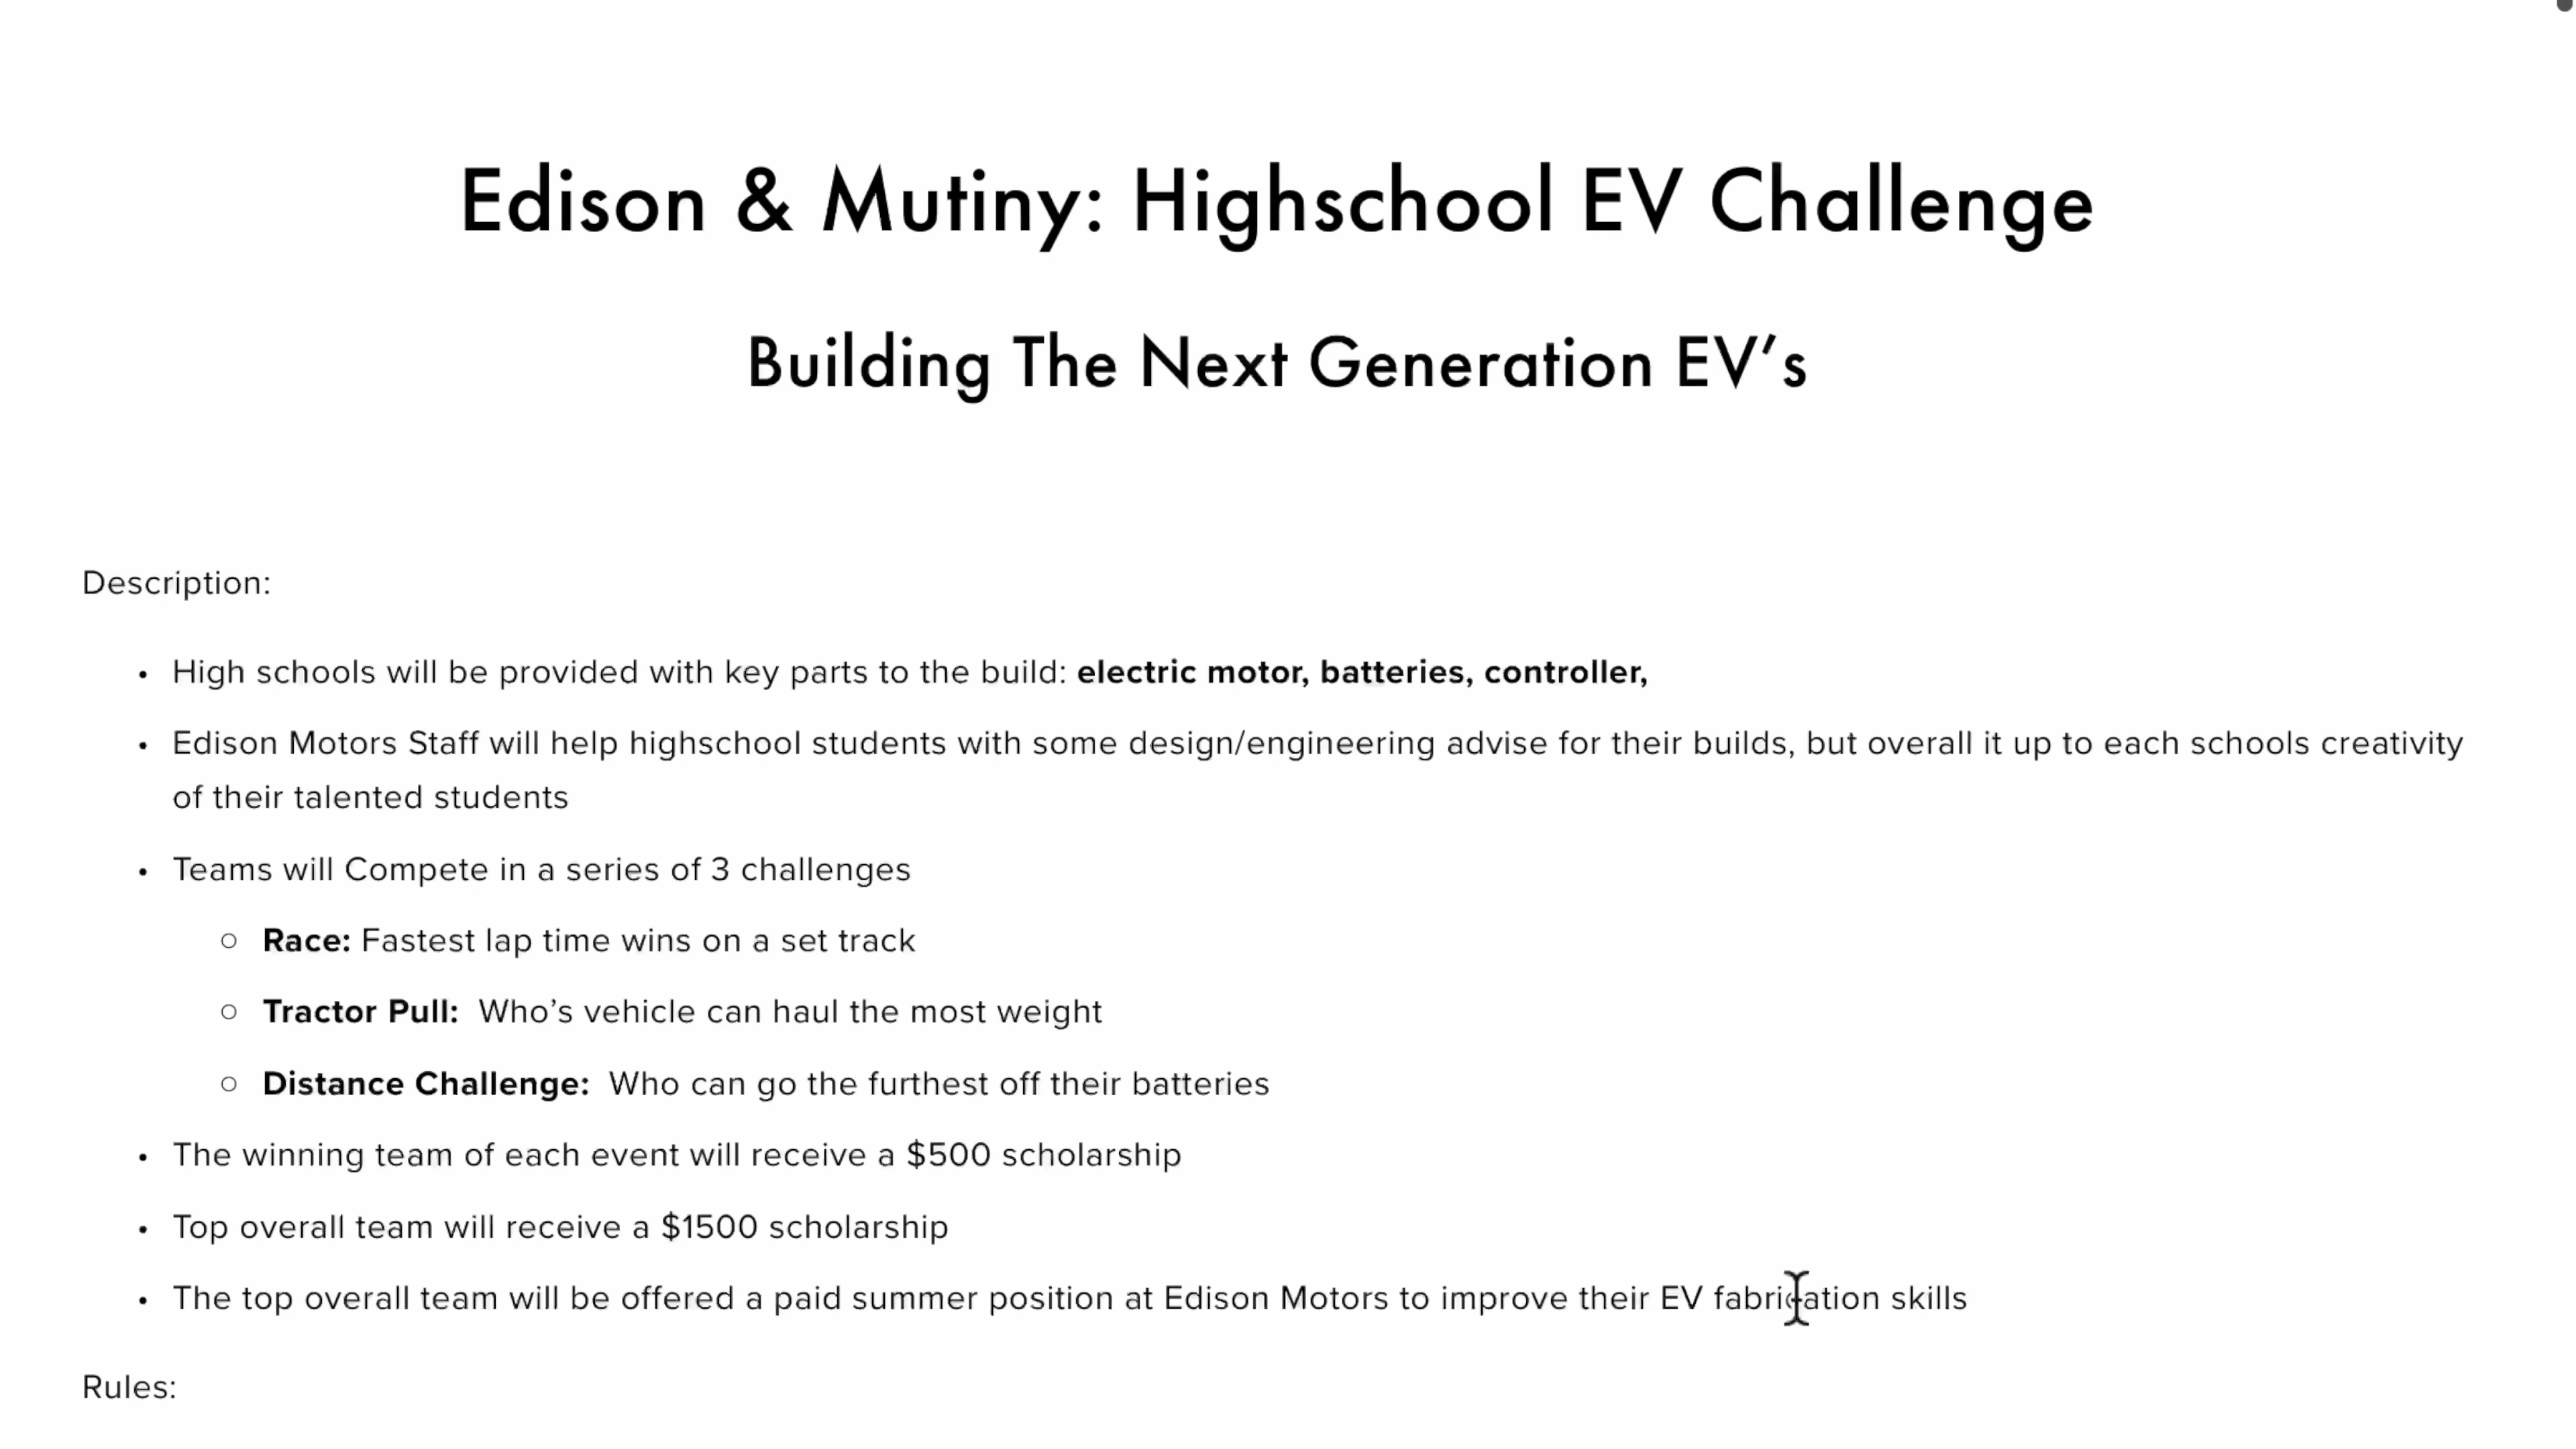 Edison & Mutiny: Highschool EV Challenge
Building The Next Generation EV’s
Description:
• High schools will be provided with key parts to the build: electric motor, batteries, controller,
• Edison Motors Staff will help highschool students with some design/engineering advise for their builds, but overall it up to each schools creativity
of their talented students
• Teams will Compete in a series of 3 challenges
○ Race: Fastest lap time wins on a set track
○ Tractor Pull: Who’s vehicle can haul the most weight
○ Distance Challenge: Who can go the furthest off their batteries
• The winning team of each event will receive a $500 scholarship
• Top overall team will receive a $1500 scholarship
• The top overall team will be offered a paid summer position at Edison Motors to improve their EV fabrication skills
Rules: